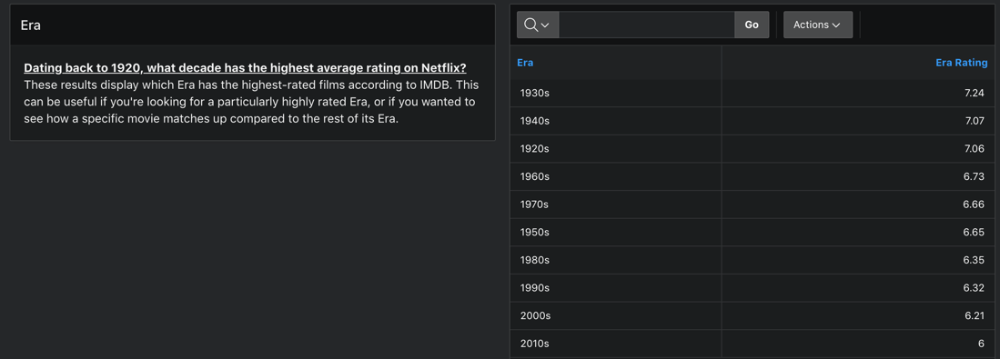 Era
Dating back to 1920, what decade has the highest average rating on Netflix?
These results display which Era has the highest-rated films according to IMDB. This
can be useful if you're looking for a particularly highly rated Era, or if you wanted to
see how a specific movie matches up compared to the rest of its Era.
Go
Actions
Era Era Rating
1930s 7.24
1940s 7.07
1920s 7.06
1960s 6.73
1970s 6.66
1950s 6.65
1980s 6.35
1990s 6.32
2000s 6.21
2010s 6